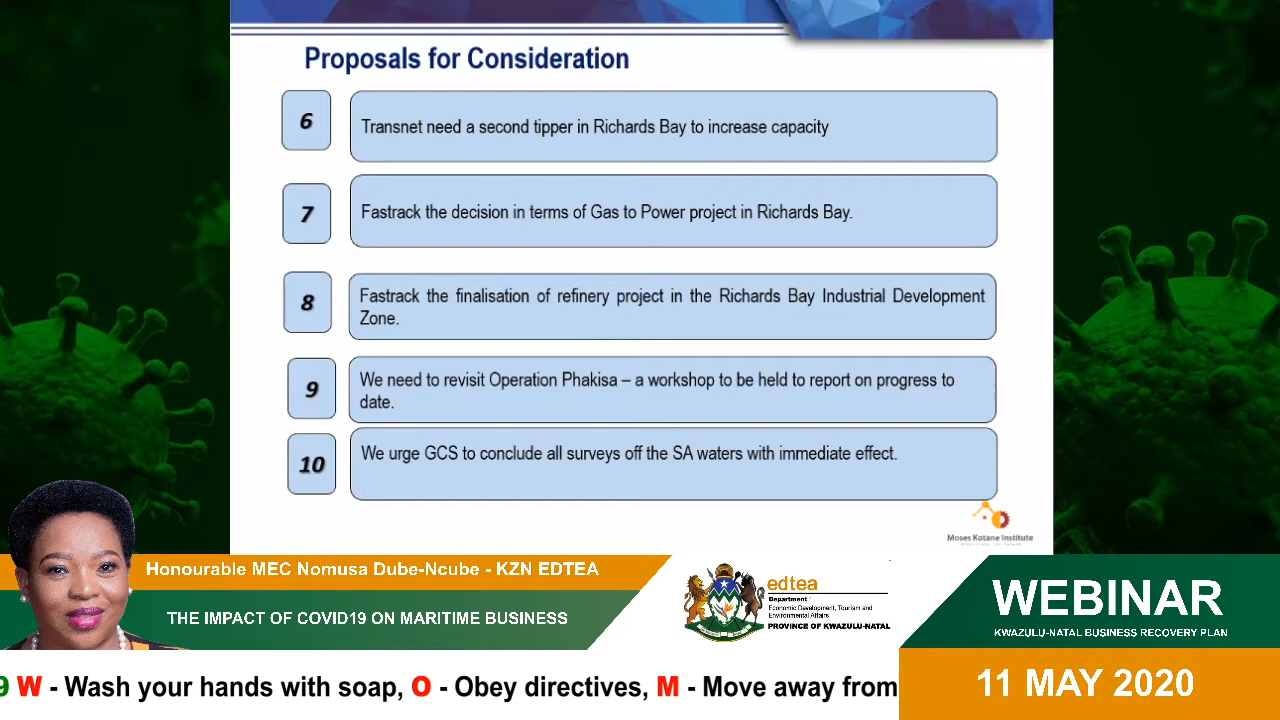 Proposals for Consideration
6
Transnet need a second tipper in Richards Bay to increase capacity
7
Fastrack the decision in terms of Gas to Power project in Richards Bay.
8
Fastrack the finalisation of refinery project in the Richards Bay Industrial Development
Zone.
9
We need to revisit Operation Phakisa – a workshop to be held to report on progress to
date.
10
We urge GCS to conclude all surveys off the SA waters with immediate effect.
Moses Kotane Institute
Honourable MEC Nomusa Dube-Ncube - KZN EDTEA
THE IMPACT OF COVID19 ON MARITIME BUSINESS
edtea
Department:
Economic Development, Tourism and
Environmental Affairs
PROVINCE OF KWAZULU-NATAL
WEBINAR
KWAZULU-NATAL BUSINESS RECOVERY PLAN
9 W - Wash your hands with soap, O - Obey directives, M - Move away from
11 MAY 2020